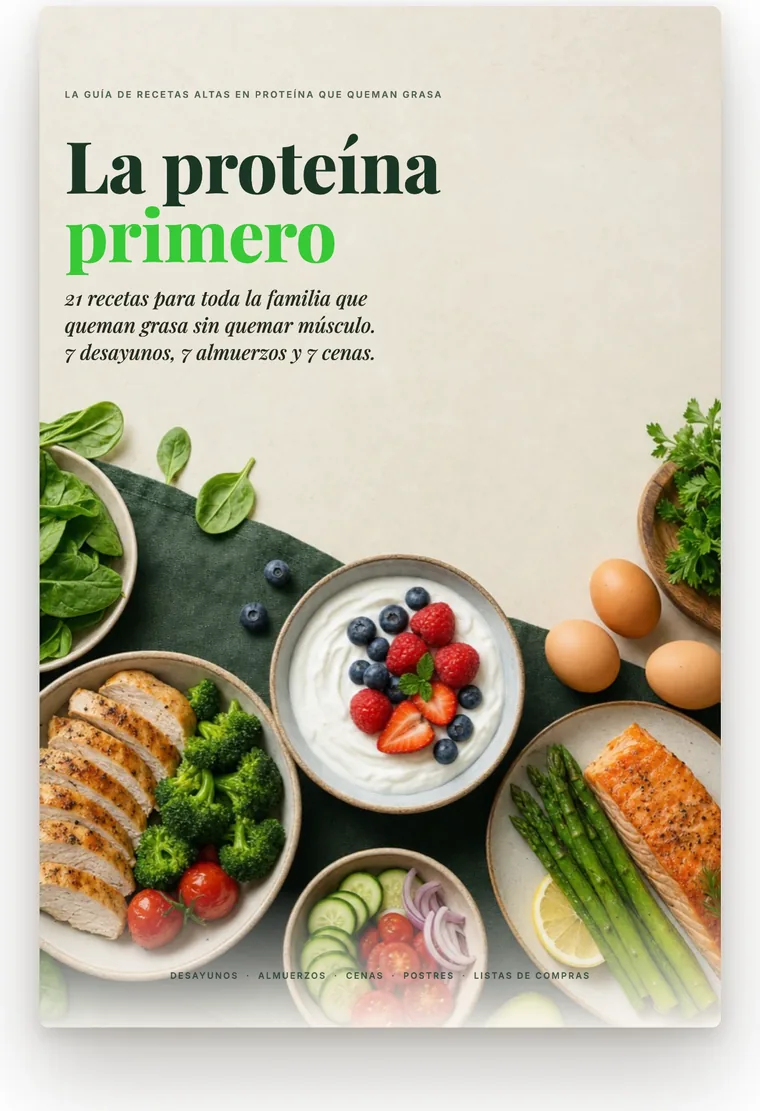 LA GUÍA DE RECETAS ALTAS EN PROTEÍNA QUE QUEMAN GRASA
La proteína
primero
21 recetas para toda la familia que
queman grasa sin quemar músculo.
7 desayunos, 7 almuerzos y 7 cenas.
DESAYUNOS · ALMUERZOS · CENAS · POSTRES · LISTAS DE COMPRAS